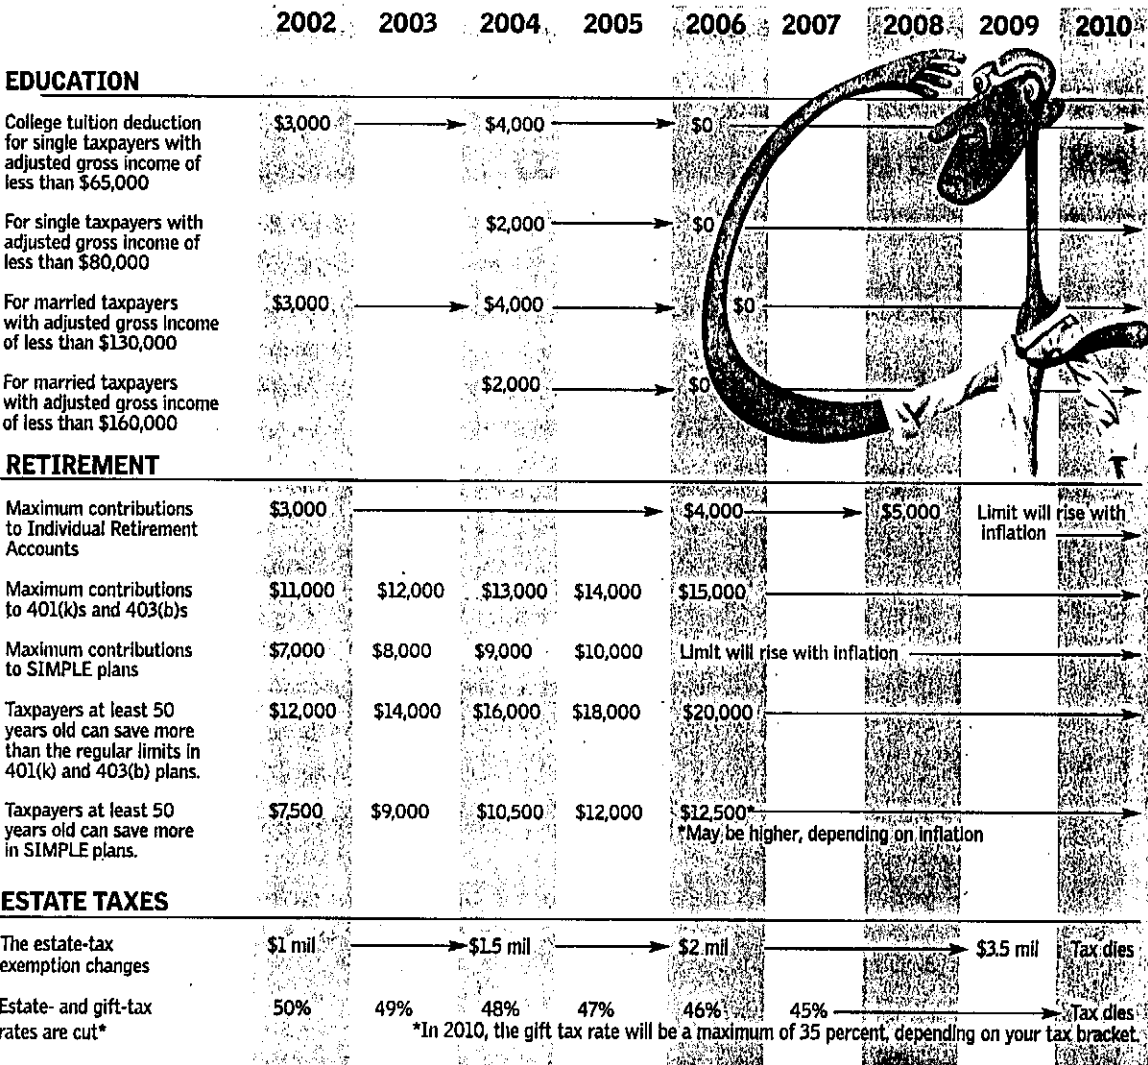 2002 2003 2004 2005 2006 2007 2008 2009 2010
EDUCATION
College tuition deduction
for single taxpayers with
adjusted gross income of
less than $65,000
$3,000 $4,000 $0
For single taxpayers with
adjusted gross income of
less than $80,000
$2,000 $0
For married taxpayers
with adjusted gross income
of less than $130,000
$3,000 $4,000 $0
For married taxpayers
with adjusted gross income
of less than $160,000
$2,000 $0
RETIREMENT
Maximum contributions
to Individual Retirement
Accounts
$3,000 $4,000 $5,000 Limit will rise with
inflation
Maximum contributions
to 401(k)s and 403(b)s
$11,000 $12,000 $13,000 $14,000 $15,000
Maximum contributions
to SIMPLE plans
$7,000 $8,000 $9,000 $10,000 Limit will rise with inflation
Taxpayers at least 50
years old can save more
than the regular limits in
401(k) and 403(b) plans.
$12,000 $14,000 $16,000 $18,000 $20,000
Taxpayers at least 50
years old can save more
in SIMPLE plans.
$7,500 $9,000 $10,500 $12,000 $12,500*
*May be higher, depending on inflation
ESTATE TAXES
The estate-tax
exemption changes
$1 mil $1.5 mil $2 mil $3.5 mil Tax dies
Estate- and gift-tax
rates are cut*
50% 49% 48% 47% 46% 45% Tax dies
*In 2010, the gift tax rate will be a maximum of 35 percent, depending on your tax bracket.